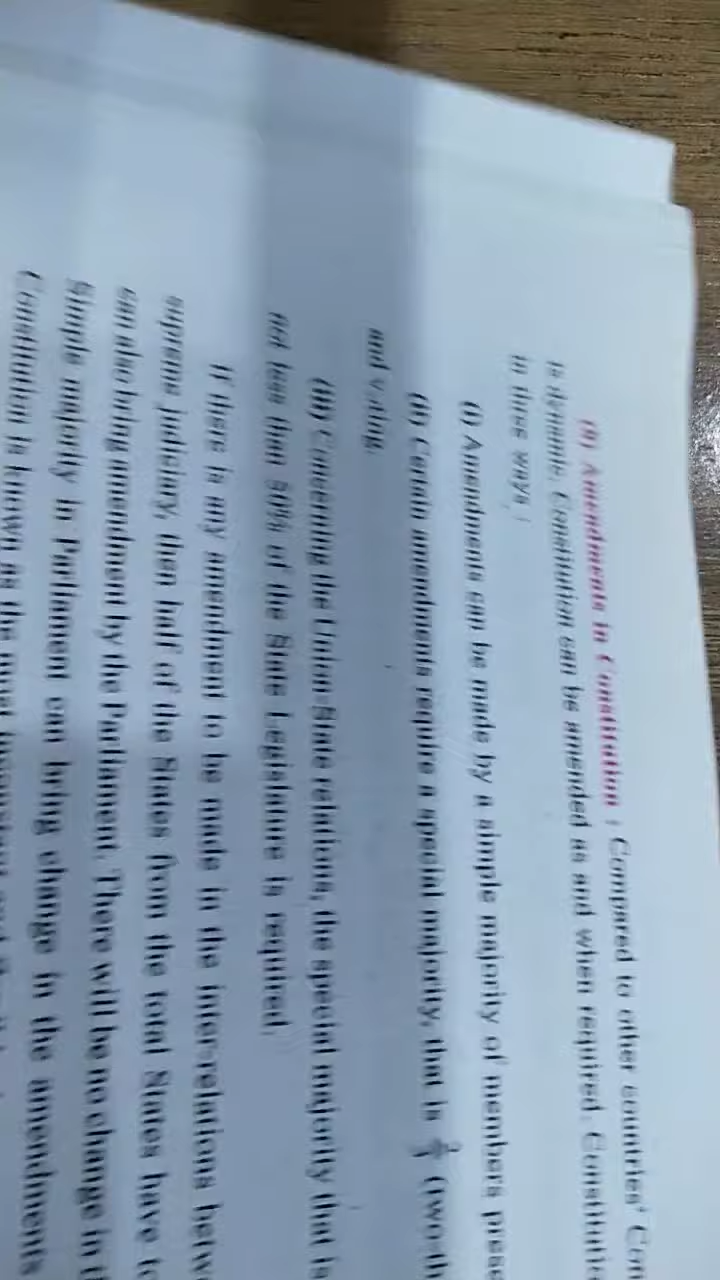 (8) Amendments in Constitution : Compared to other countries' Con
is dynamic. Constitution can be amended as and when required. Constitutio
in three ways :
(i) Amendments can be made by a simple majority of members prese
(ii) Certain amendments require a special majority, that is 2/3 (two-th
and voting.
(iii) Concerning the Union-State relations, the special majority that is
not less than 50% of the State Legislature is required.
If there is any amendment to be made in the inter-relations betwe
supreme judiciary, then half of the States from the total States have to
can also bring amendment by the Parliament. There will be no change in th
Simple majority in Parliament can bring change in the amendments
Constitution is known as the most important and